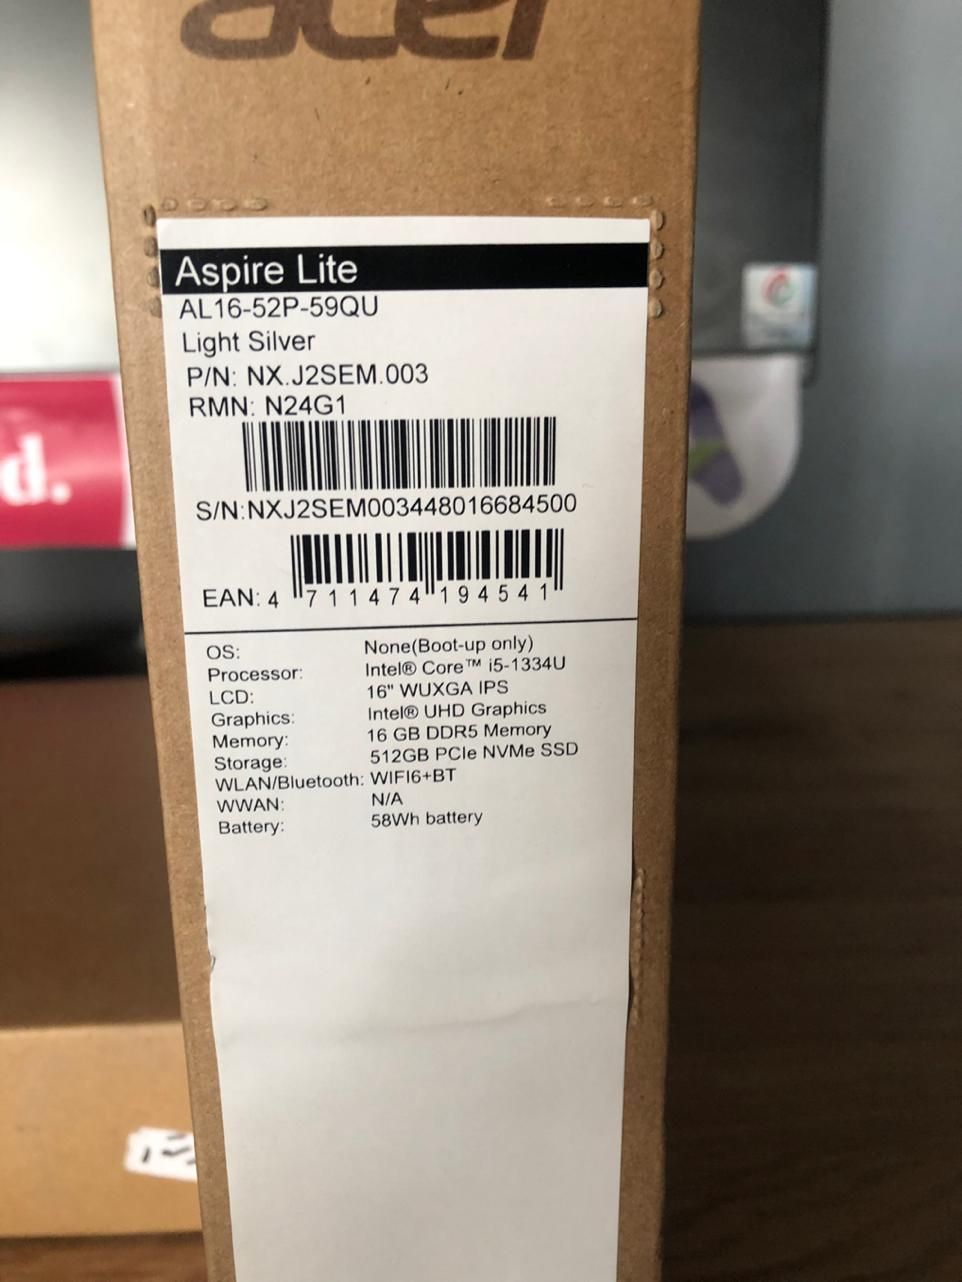 acer
Aspire Lite
AL16-52P-59QU
Light Silver
P/N: NX.J2SEM.003
RMN: N24G1
S/N:NXJ2SEM003448016684500
EAN: 4 711474 194541
OS: None(Boot-up only)
Processor: Intel® Core™ i5-1334U
LCD: 16" WUXGA IPS
Graphics: Intel® UHD Graphics
Memory: 16 GB DDR5 Memory
Storage: 512GB PCIe NVMe SSD
WLAN/Bluetooth: WIFI6+BT
WWAN: N/A
Battery: 58Wh battery
d.